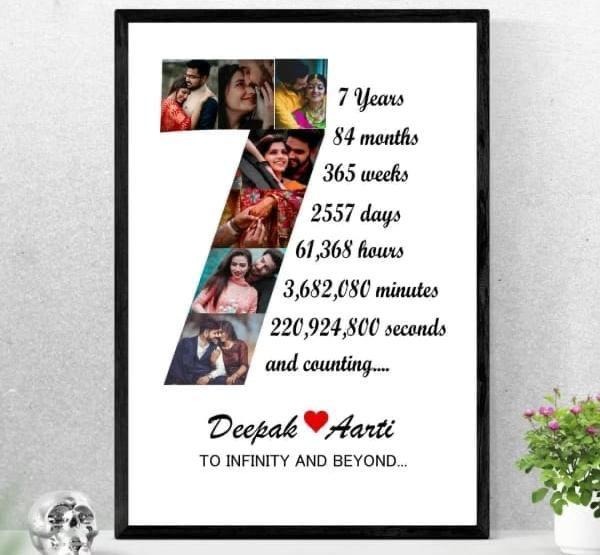 7 Years
84 months
365 weeks
2557 days
61,368 hours
3,682,080 minutes
220,924,800 seconds
and counting....
Deepak Aarti
TO INFINITY AND BEYOND...